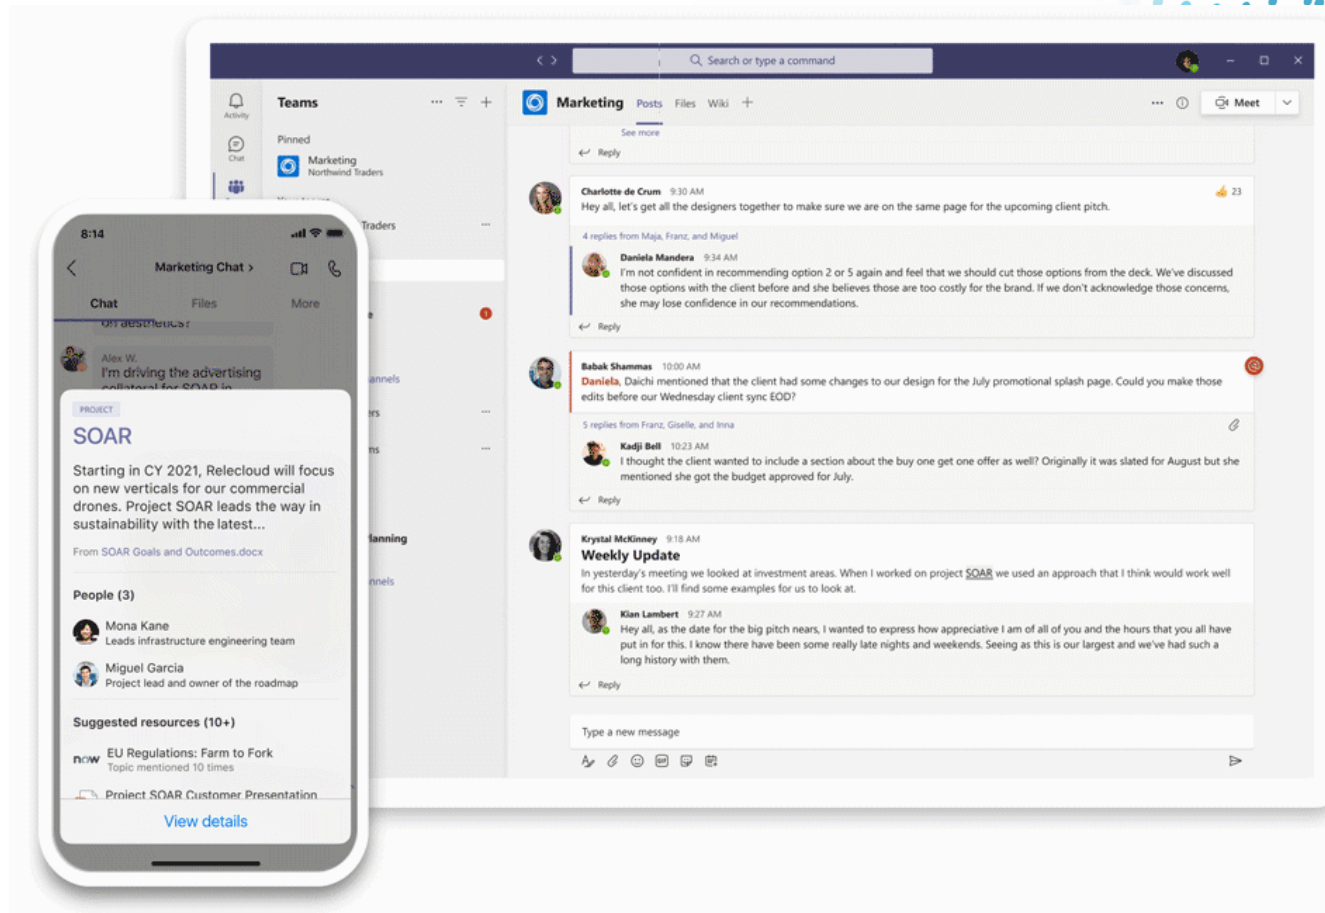 Search or type a command
Activity
Chat
Teams
Pinned
Marketing
Northwind Traders
Traders
annels
ers
ms
lanning
nnels
Marketing Posts Files Wiki
Meet
See more
Reply
Charlotte de Crum 9:30 AM
23
Hey all, let's get all the designers together to make sure we are on the same page for the upcoming client pitch.
4 replies from Maja, Franz, and Miguel
Daniela Mandera 9:34 AM
I'm not confident in recommending option 2 or 5 again and feel that we should cut those options from the deck. We've discussed
those options with the client before and she believes those are too costly for the brand. If we don't acknowledge those concerns,
she may lose confidence in our recommendations.
Reply
Babak Shammas 10:00 AM
Daniela, Daichi mentioned that the client had some changes to our design for the July promotional splash page. Could you make those
edits before our Wednesday client sync EOD?
5 replies from Franz, Giselle, and Inna
Kadji Bell 10:23 AM
I thought the client wanted to include a section about the buy one get one offer as well? Originally it was slated for August but she
mentioned she got the budget approved for July.
Reply
Krystal McKinney 9:18 AM
Weekly Update
In yesterday's meeting we looked at investment areas. When I worked on project SOAR we used an approach that I think would work well
for this client too. I'll find some examples for us to look at.
Kian Lambert 9:27 AM
Hey all, as the date for the big pitch nears, I wanted to express how appreciative I am of all of you and the hours that you all have
put in for this. I know there have been some really late nights and weekends. Seeing as this is our largest and we've had such a
long history with them.
Reply
Type a new message
GIF
8:14
Marketing Chat
Chat Files More
on aesthetics?
Alex W.
I'm driving the advertising
collateral for SOAR in
PROJECT
SOAR
Starting in CY 2021, Relecloud will focus
on new verticals for our commercial
drones. Project SOAR leads the way in
sustainability with the latest...
From SOAR Goals and Outcomes.docx
People (3)
Mona Kane
Leads infrastructure engineering team
Miguel Garcia
Project lead and owner of the roadmap
Suggested resources (10+)
now
EU Regulations: Farm to Fork
Topic mentioned 10 times
Project SOAR Customer Presentation
View details